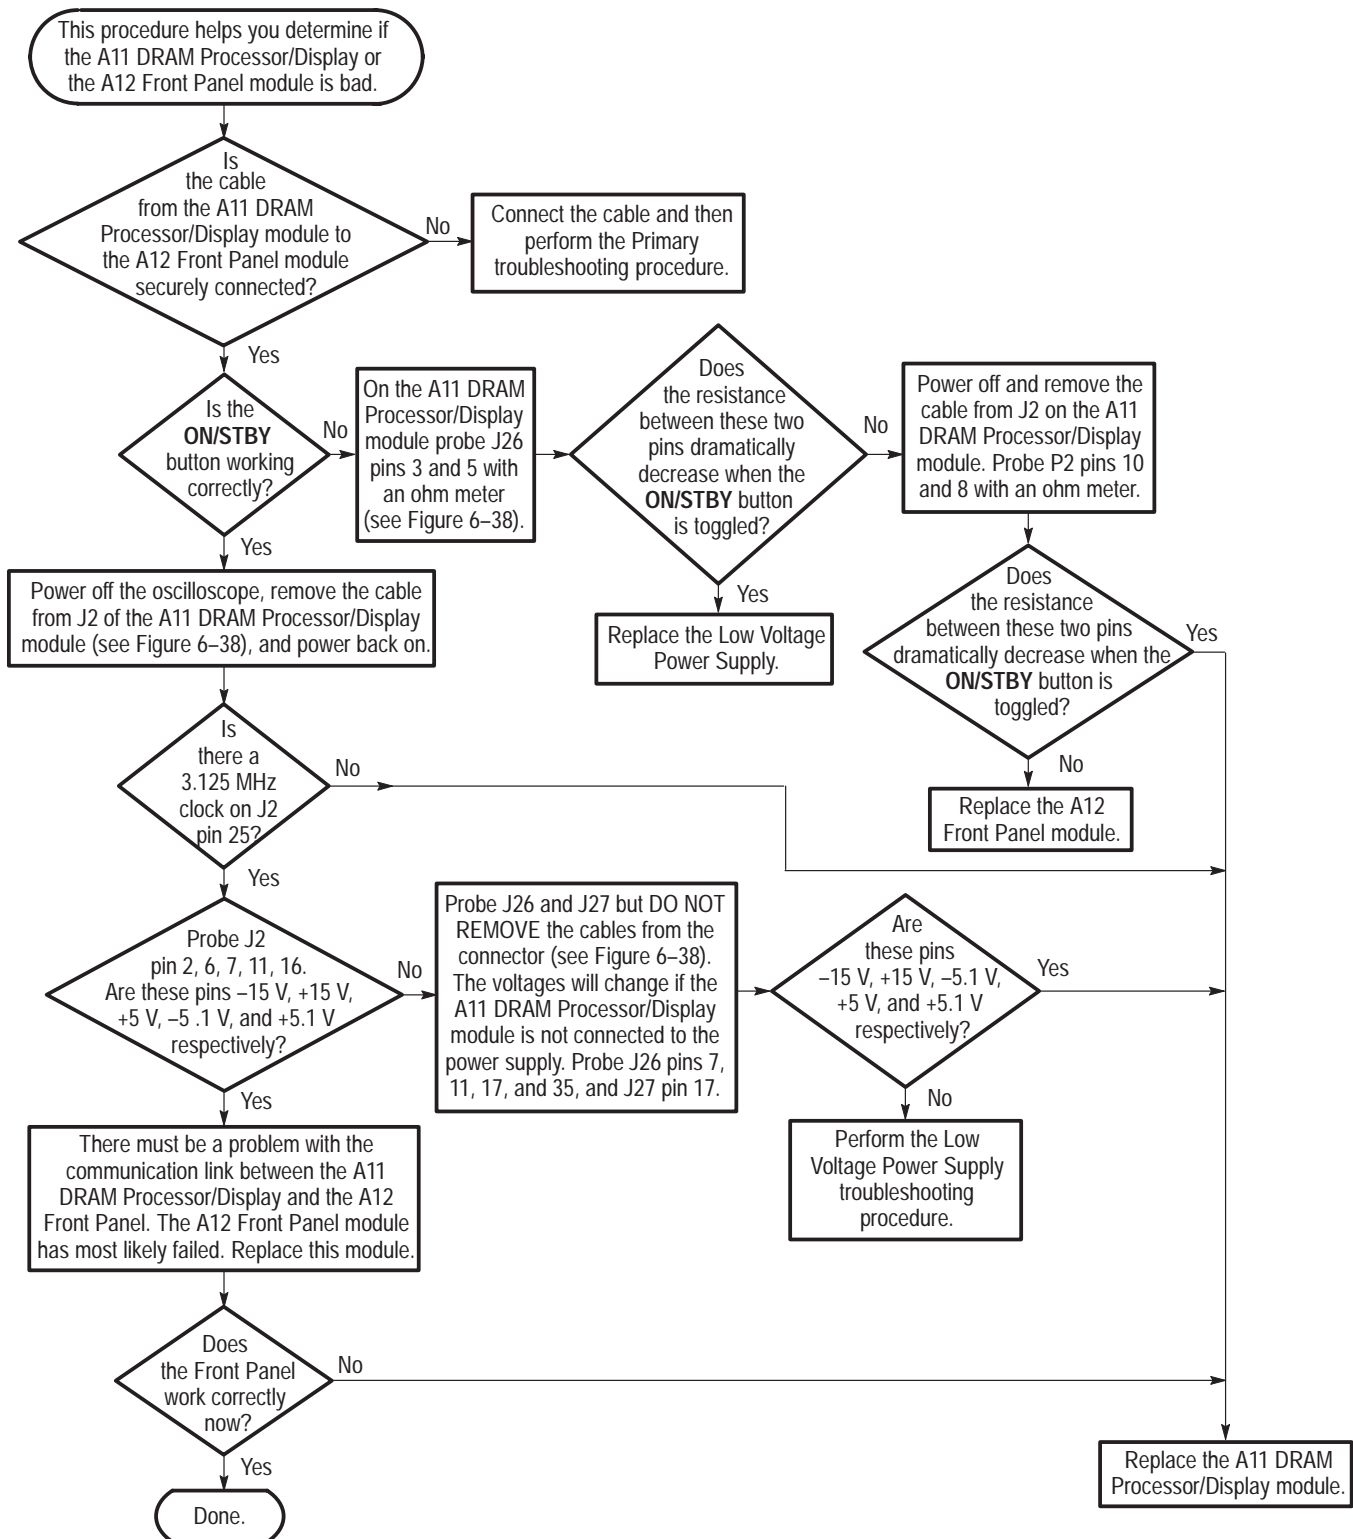 This procedure helps you determine if
the A11 DRAM Processor/Display or
the A12 Front Panel module is bad.
Is
the cable
from the A11 DRAM
Processor/Display module to
the A12 Front Panel module
securely connected?
No
Connect the cable and then
perform the Primary
troubleshooting procedure.
Yes
Is the
ON/STBY
button working
correctly?
No
On the A11 DRAM
Processor/Display
module probe J26
pins 3 and 5 with
an ohm meter
(see Figure 6–38).
Does
the resistance
between these two
pins dramatically
decrease when the
ON/STBY button
is toggled?
No
Power off and remove the
cable from J2 on the A11
DRAM Processor/Display
module. Probe P2 pins 10
and 8 with an ohm meter.
Yes
Replace the Low Voltage
Power Supply.
Does
the resistance
between these two pins
dramatically decrease when the
ON/STBY button is
toggled?
Yes
No
Replace the A12
Front Panel module.
Yes
Power off the oscilloscope, remove the cable
from J2 of the A11 DRAM Processor/Display
module (see Figure 6–38), and power back on.
Is
there a
3.125 MHz
clock on J2
pin 25?
No
Yes
Probe J2
pin 2, 6, 7, 11, 16.
Are these pins –15 V, +15 V,
+5 V, –5 .1 V, and +5.1 V
respectively?
No
Probe J26 and J27 but DO NOT
REMOVE the cables from the
connector (see Figure 6–38).
The voltages will change if the
A11 DRAM Processor/Display
module is not connected to the
power supply. Probe J26 pins 7,
11, 17, and 35, and J27 pin 17.
Are
these pins
–15 V, +15 V, –5.1 V,
+5 V, and +5.1 V
respectively?
Yes
No
Perform the Low
Voltage Power Supply
troubleshooting
procedure.
Yes
There must be a problem with the
communication link between the A11
DRAM Processor/Display and the A12
Front Panel. The A12 Front Panel module
has most likely failed. Replace this module.
Does
the Front Panel
work correctly
now?
No
Yes
Done.
Replace the A11 DRAM
Processor/Display module.